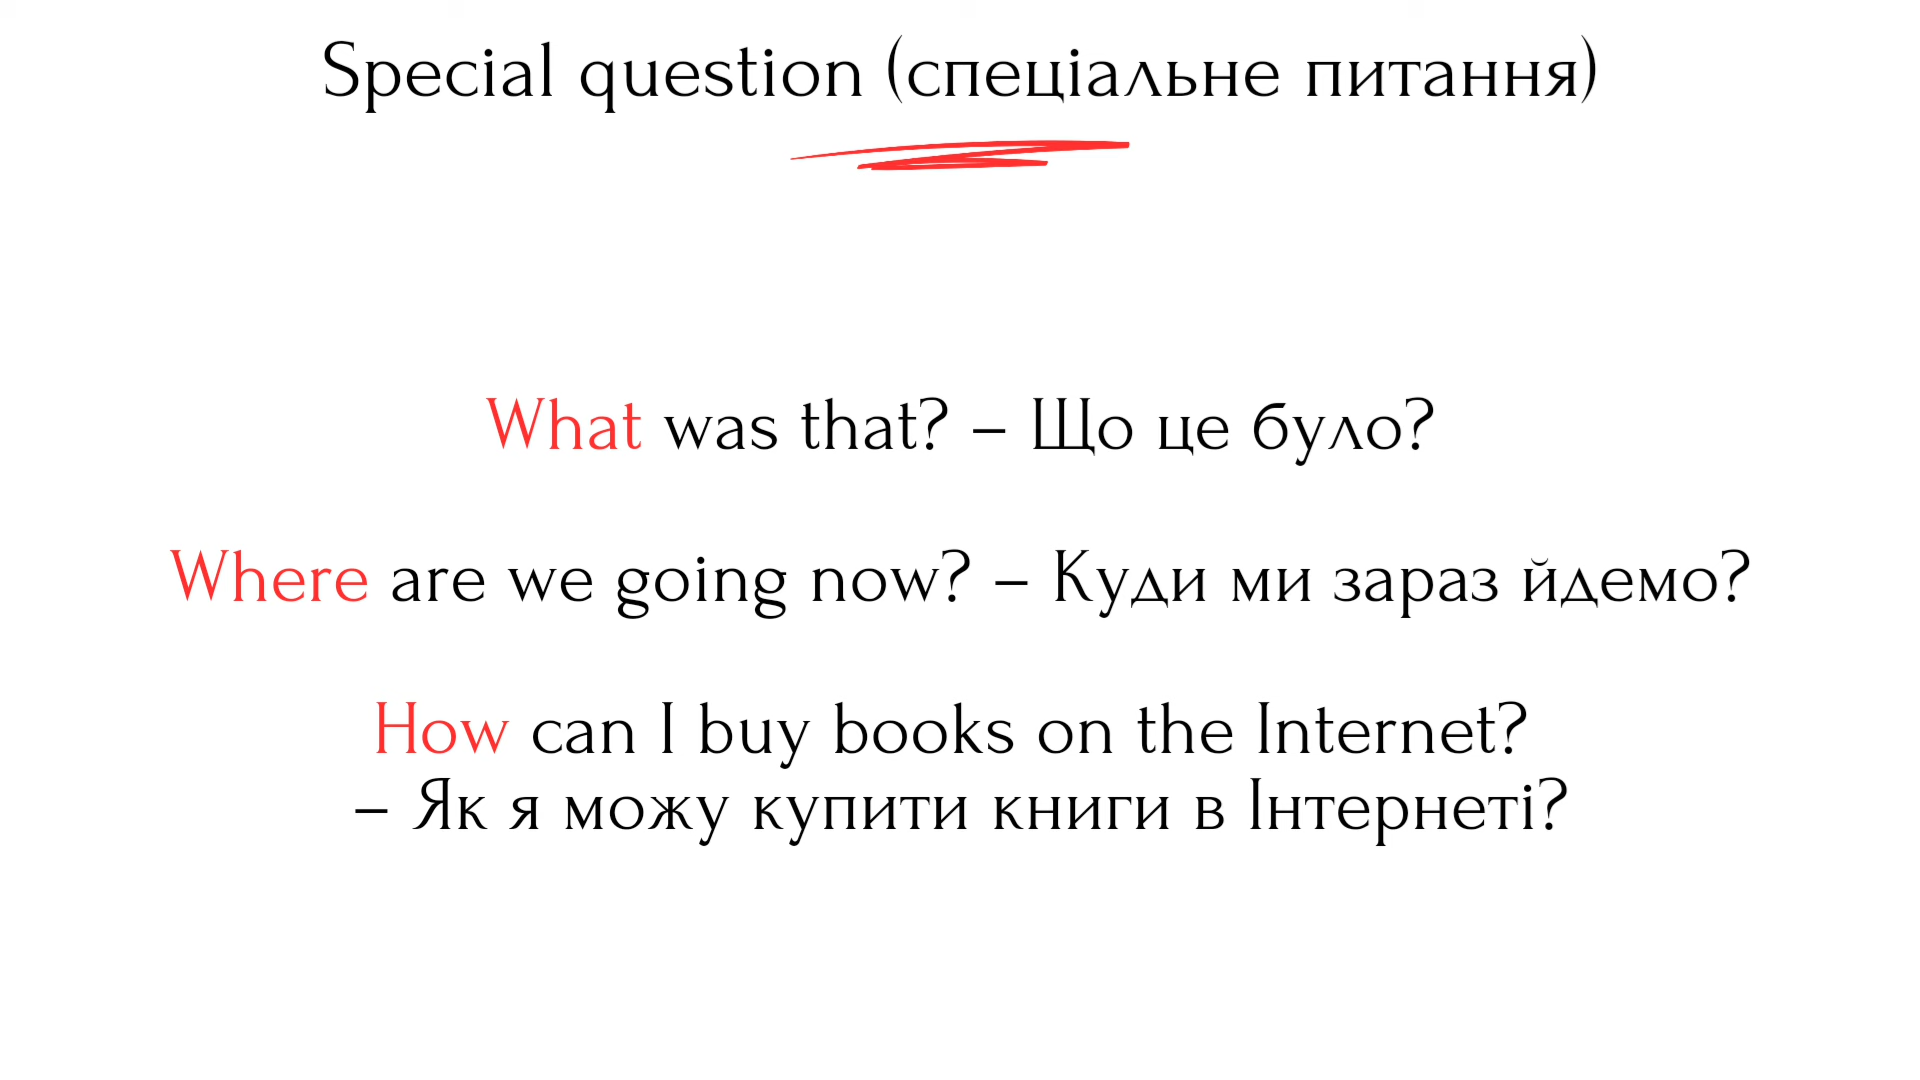 Special question (спеціальне питання)
What was that? – Що це було?
Where are we going now? – Куди ми зараз йдемо?
How can I buy books on the Internet?
– Як я можу купити книги в Інтернеті?